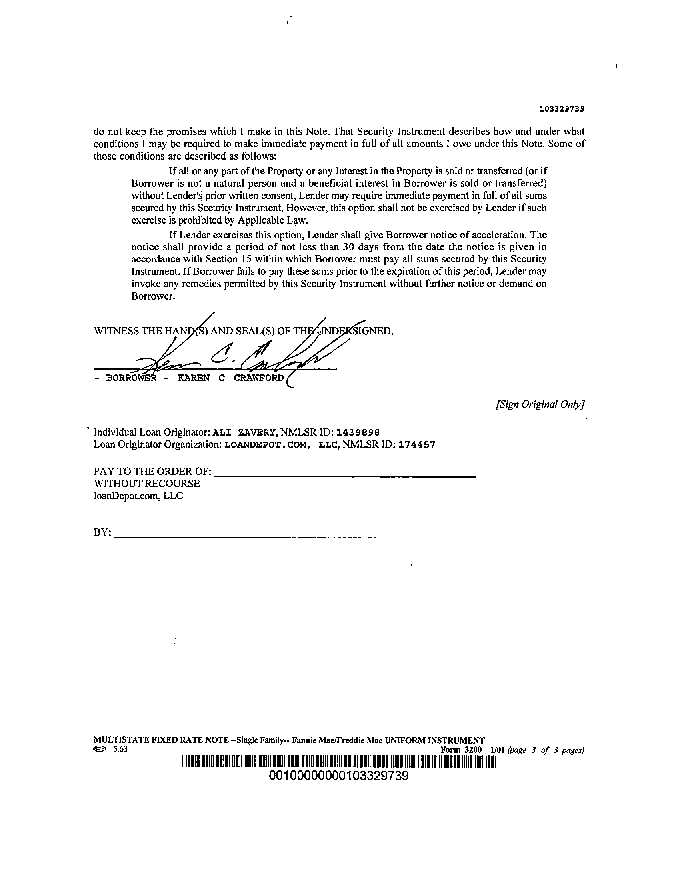 103329739
do not keep the promises which I make in this Note. That Security Instrument describes how and under what
conditions I may be required to make immediate payment in full of all amounts I owe under this Note. Some of
those conditions are described as follows:
If all or any part of the Property or any Interest in the Property is sold or transferred (or if
Borrower is not a natural person and a beneficial interest in Borrower is sold or transferred)
without Lender's prior written consent, Lender may require immediate payment in full of all sums
secured by this Security Instrument. However, this option shall not be exercised by Lender if such
exercise is prohibited by Applicable Law.
If Lender exercises this option, Lender shall give Borrower notice of acceleration. The
notice shall provide a period of not less than 30 days from the date the notice is given in
accordance with Section 15 within which Borrower must pay all sums secured by this Security
Instrument. If Borrower fails to pay these sums prior to the expiration of this period, Lender may
invoke any remedies permitted by this Security Instrument without further notice or demand on
Borrower.
WITNESS THE HAND(S) AND SEAL(S) OF THE UNDERSIGNED.
- BORROWER - KAREN C CRAWFORD
[Sign Original Only]
Individual Loan Originator: ALI ZAVERY, NMLSR ID: 1439898
Loan Originator Organization: LOANDEPOT.COM, LLC, NMLSR ID: 174457
PAY TO THE ORDER OF:
WITHOUT RECOURSE
loanDepot.com, LLC
BY:
MULTISTATE FIXED RATE NOTE--Single Family-- Fannie Mae/Freddie Mac UNIFORM INSTRUMENT
5.63 Form 3200 1/01 (page 3 of 3 pages)
00100000000103329739